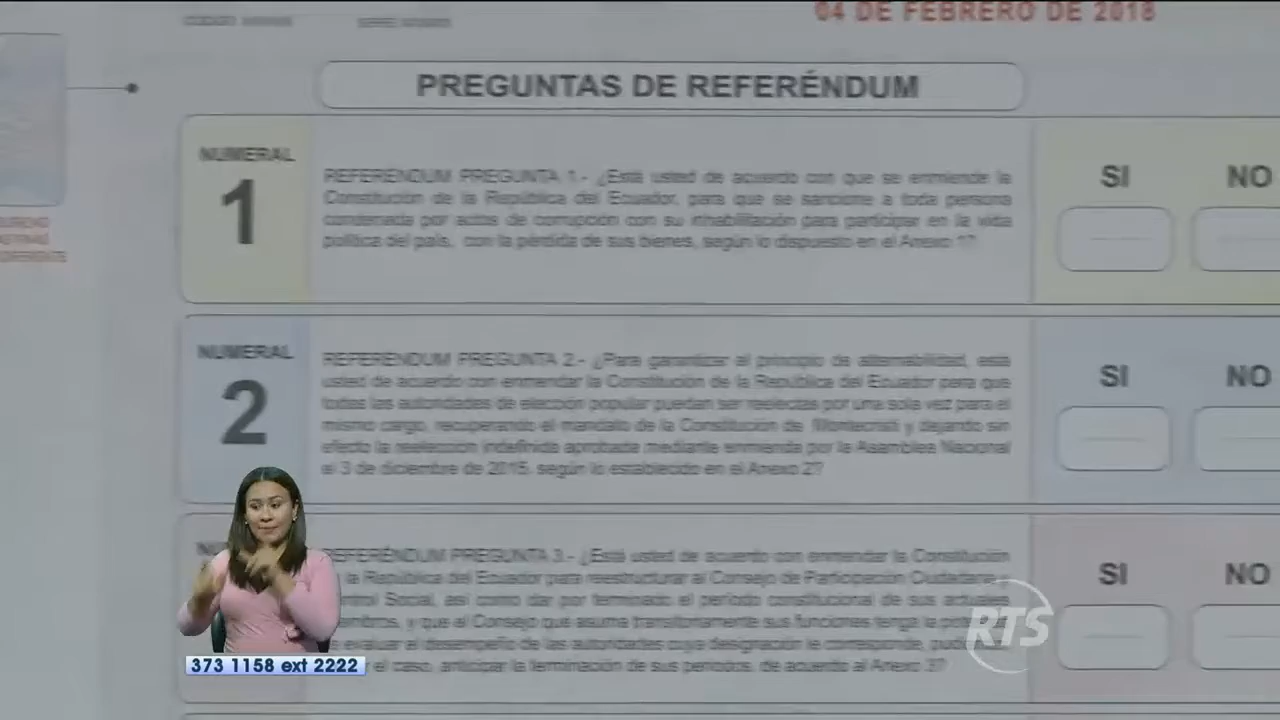 04 DE FEBRERO DE 2018
PREGUNTAS DE REFERÉNDUM
NUMERAL
1
REFERÉNDUM PREGUNTA 1.- ¿Está usted de acuerdo con que se enmiende la
Constitución de la República del Ecuador, para que se sancione a toda persona
condenada por actos de corrupción con su inhabilitación para participar en la vida
política del país, con la pérdida de sus bienes, según lo dispuesto en el Anexo 1?
SI
NO
NUMERAL
2
REFERÉNDUM PREGUNTA 2.- ¿Para garantizar el principio de alternabilidad, está
usted de acuerdo con enmendar la Constitución de la República del Ecuador para que
todas las autoridades de elección popular puedan ser reelectas por una sola vez para el
mismo cargo, recuperando el mandato de la Constitución de Montecristi y dejando sin
efecto la reelección indefinida aprobada mediante enmienda por la Asamblea Nacional
el 3 de diciembre de 2015, según lo establecido en el Anexo 2?
SI
NO
REFERÉNDUM PREGUNTA 3.- ¿Está usted de acuerdo con enmendar la Constitución
la República del Ecuador para reestructurar al Consejo de Participación Ciudadana
ntrol Social, así como dar por terminado el período constitucional de sus actuales
embros, y que el Consejo que asuma transitoriamente sus funciones tenga la
evaluar el desempeño de las autoridades cuya designación le corresponde,
el caso, anticipar la terminación de sus períodos, de acuerdo al Anexo 3?
SI
NO
RTS
373 1158 ext 2222